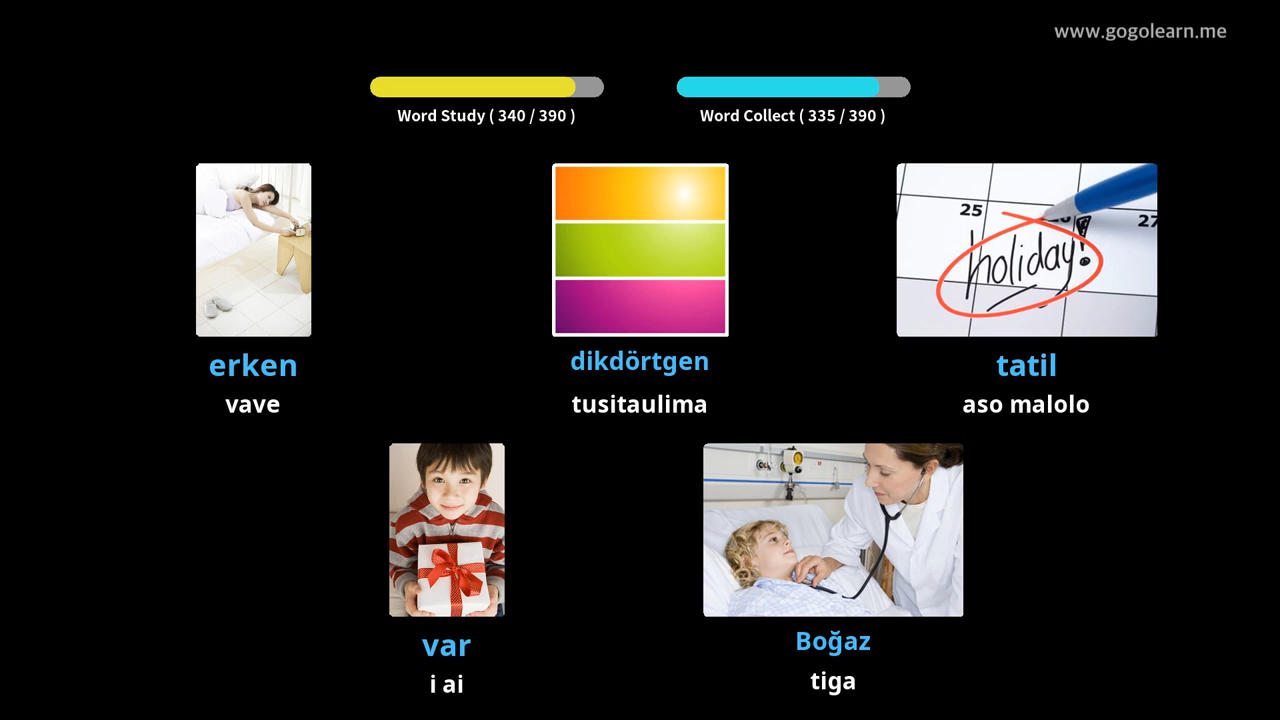 www.gogolearn.me
Word Study ( 340 / 390 )
Word Collect ( 335 / 390 )
25
27
holiday!
erken
vave
dikdörtgen
tusitaulima
tatil
aso malolo
var
i ai
Boğaz
tiga